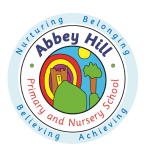 Nurturing Belonging
Abbey Hill
Primary and Nursery School
Believing Achieving